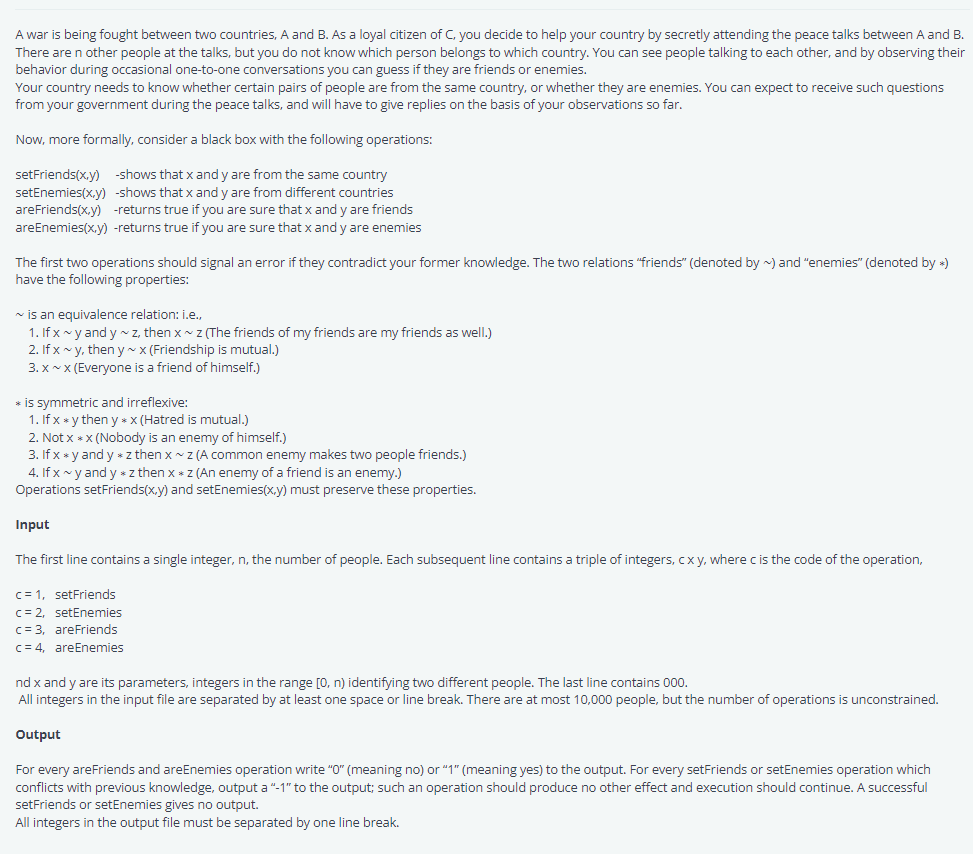 A war is being fought between two countries, A and B. As a loyal citizen of C, you decide to help your country by secretly attending the peace talks between A and B.
There are n other people at the talks, but you do not know which person belongs to which country. You can see people talking to each other, and by observing their
behavior during occasional one-to-one conversations you can guess if they are friends or enemies.
Your country needs to know whether certain pairs of people are from the same country, or whether they are enemies. You can expect to receive such questions
from your government during the peace talks, and will have to give replies on the basis of your observations so far.
Now, more formally, consider a black box with the following operations:
setFriends(x,y) -shows that x and y are from the same country
setEnemies(x,y) -shows that x and y are from different countries
areFriends(x,y) -returns true if you are sure that x and y are friends
areEnemies(x,y) -returns true if you are sure that x and y are enemies
The first two operations should signal an error if they contradict your former knowledge. The two relations “friends” (denoted by ~) and “enemies” (denoted by *)
have the following properties:
~ is an equivalence relation: i.e.,
1. If x ~ y and y ~ z, then x ~ z (The friends of my friends are my friends as well.)
2. If x ~ y, then y ~ x (Friendship is mutual.)
3. x ~ x (Everyone is a friend of himself.)
* is symmetric and irreflexive:
1. If x * y then y * x (Hatred is mutual.)
2. Not x * x (Nobody is an enemy of himself.)
3. If x * y and y * z then x ~ z (A common enemy makes two people friends.)
4. If x ~ y and y * z then x * z (An enemy of a friend is an enemy.)
Operations setFriends(x,y) and setEnemies(x,y) must preserve these properties.
Input
The first line contains a single integer, n, the number of people. Each subsequent line contains a triple of integers, c x y, where c is the code of the operation,
c = 1, setFriends
c = 2, setEnemies
c = 3, areFriends
c = 4, areEnemies
nd x and y are its parameters, integers in the range [0, n) identifying two different people. The last line contains 000.
All integers in the input file are separated by at least one space or line break. There are at most 10,000 people, but the number of operations is unconstrained.
Output
For every areFriends and areEnemies operation write “0” (meaning no) or “1” (meaning yes) to the output. For every setFriends or setEnemies operation which
conflicts with previous knowledge, output a “-1” to the output; such an operation should produce no other effect and execution should continue. A successful
setFriends or setEnemies gives no output.
All integers in the output file must be separated by one line break.